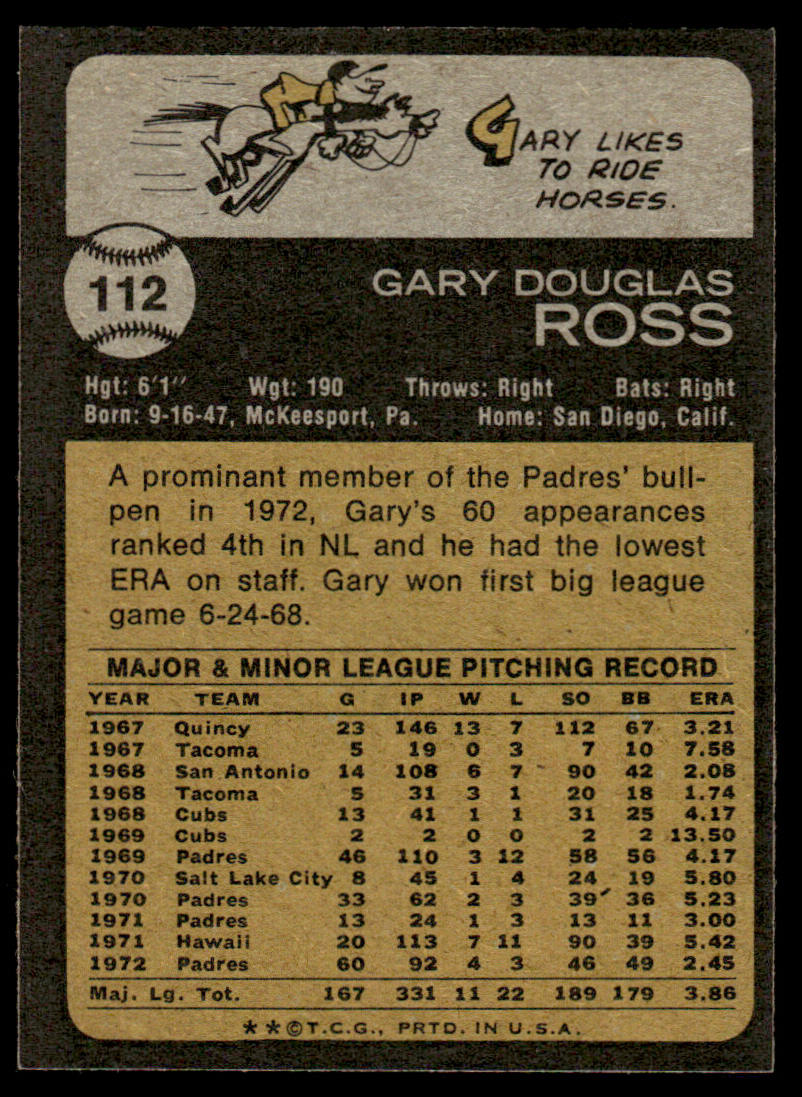 GARY LIKES
TO RIDE
HORSES.
112
GARY DOUGLAS
ROSS
Hgt: 6'1" Wgt: 190 Throws: Right Bats: Right
Born: 9-16-47, McKeesport, Pa. Home: San Diego, Calif.
A prominant member of the Padres' bull-
pen in 1972, Gary's 60 appearances
ranked 4th in NL and he had the lowest
ERA on staff. Gary won first big league
game 6-24-68.
MAJOR & MINOR LEAGUE PITCHING RECORD
YEAR TEAM G IP W L SO BB ERA
1967 Quincy 23 146 13 7 112 67 3.21
1967 Tacoma 5 19 0 3 7 10 7.58
1968 San Antonio 14 108 6 7 90 42 2.08
1968 Tacoma 5 31 3 1 20 18 1.74
1968 Cubs 13 41 1 1 31 25 4.17
1969 Cubs 2 2 0 0 2 2 13.50
1969 Padres 46 110 3 12 58 56 4.17
1970 Salt Lake City 8 45 1 4 24 19 5.80
1970 Padres 33 62 2 3 39 36 5.23
1971 Padres 13 24 1 3 13 11 3.00
1971 Hawaii 20 113 7 11 90 39 5.42
1972 Padres 60 92 4 3 46 49 2.45
Maj. Lg. Tot. 167 331 11 22 189 179 3.86
**©T.C.G., PRTD. IN U.S.A.